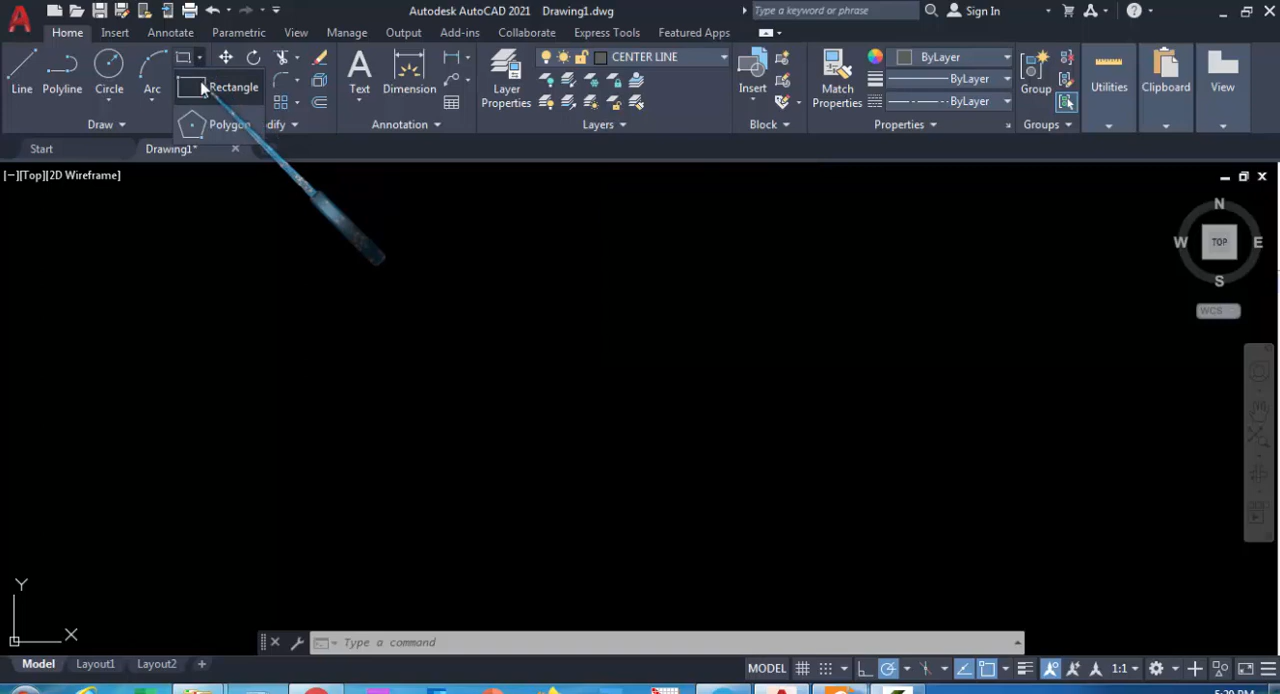 Autodesk AutoCAD 2021 Drawing1.dwg
Type a keyword or phrase
Sign In
Home Insert Annotate Parametric View Manage Output Add-ins Collaborate Express Tools Featured Apps
Line
Polyline
Circle
Arc
Rectangle
Polygon
Text
Dimension
Layer
Properties
CENTER LINE
Insert
Match
Properties
ByLayer
ByLayer
ByLayer
Group
Utilities
Clipboard
View
Draw
dify
Annotation
Layers
Block
Properties
Groups
Start
Drawing1*
[−][Top][2D Wireframe]
N
W
TOP
E
S
WCS
Y
X
Type a command
Model Layout1 Layout2
MODEL
1:1